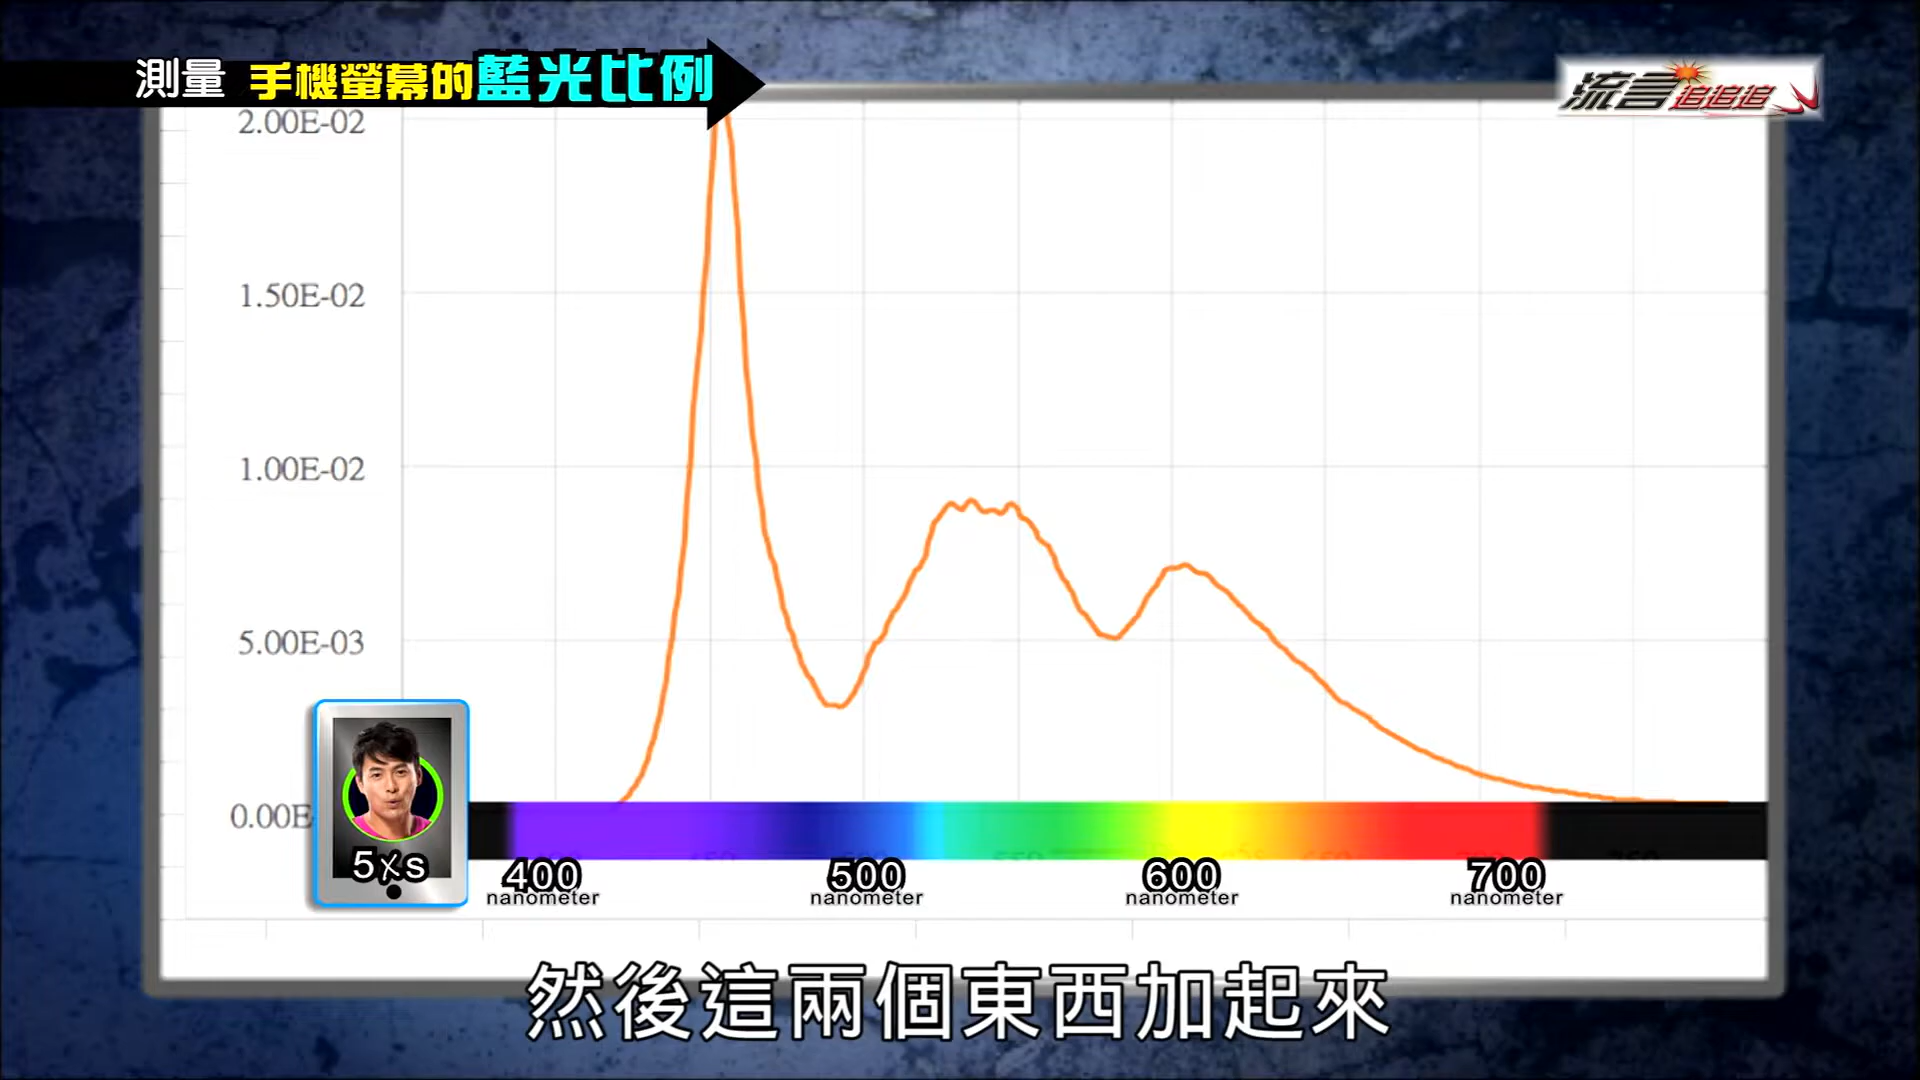 測量 手機螢幕的藍光比例
流言追追追
2.00E-02
1.50E-02
1.00E-02
5.00E-03
0.00E
5xs
400 500 600 700
nanometer nanometer nanometer nanometer
然後這兩個東西加起來